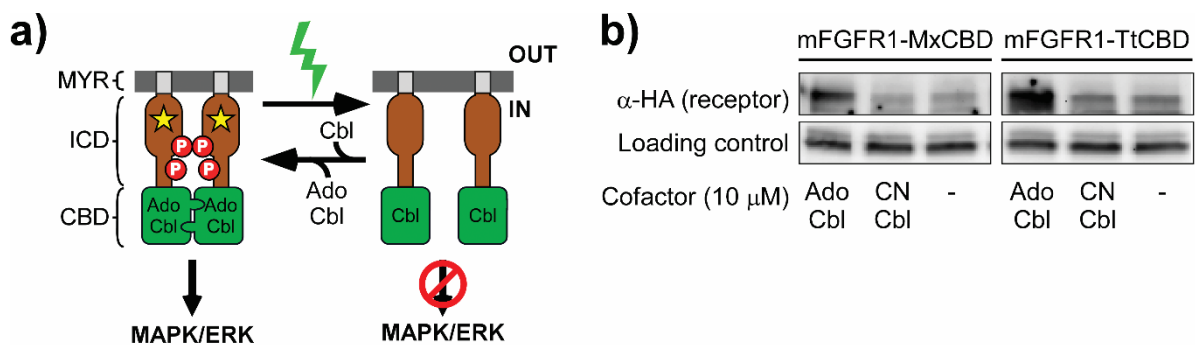 a)
MYR
OUT
IN
ICD
P P
P P
Cbl
Ado
Cbl
CBD
Ado Ado
Cbl Cbl
Cbl Cbl
MAPK/ERK MAPK/ERK
b)
mFGFR1-MxCBD mFGFR1-TtCBD
α-HA (receptor)
Loading control
Cofactor (10 μM) Ado CN - Ado CN -
Cbl Cbl Cbl Cbl